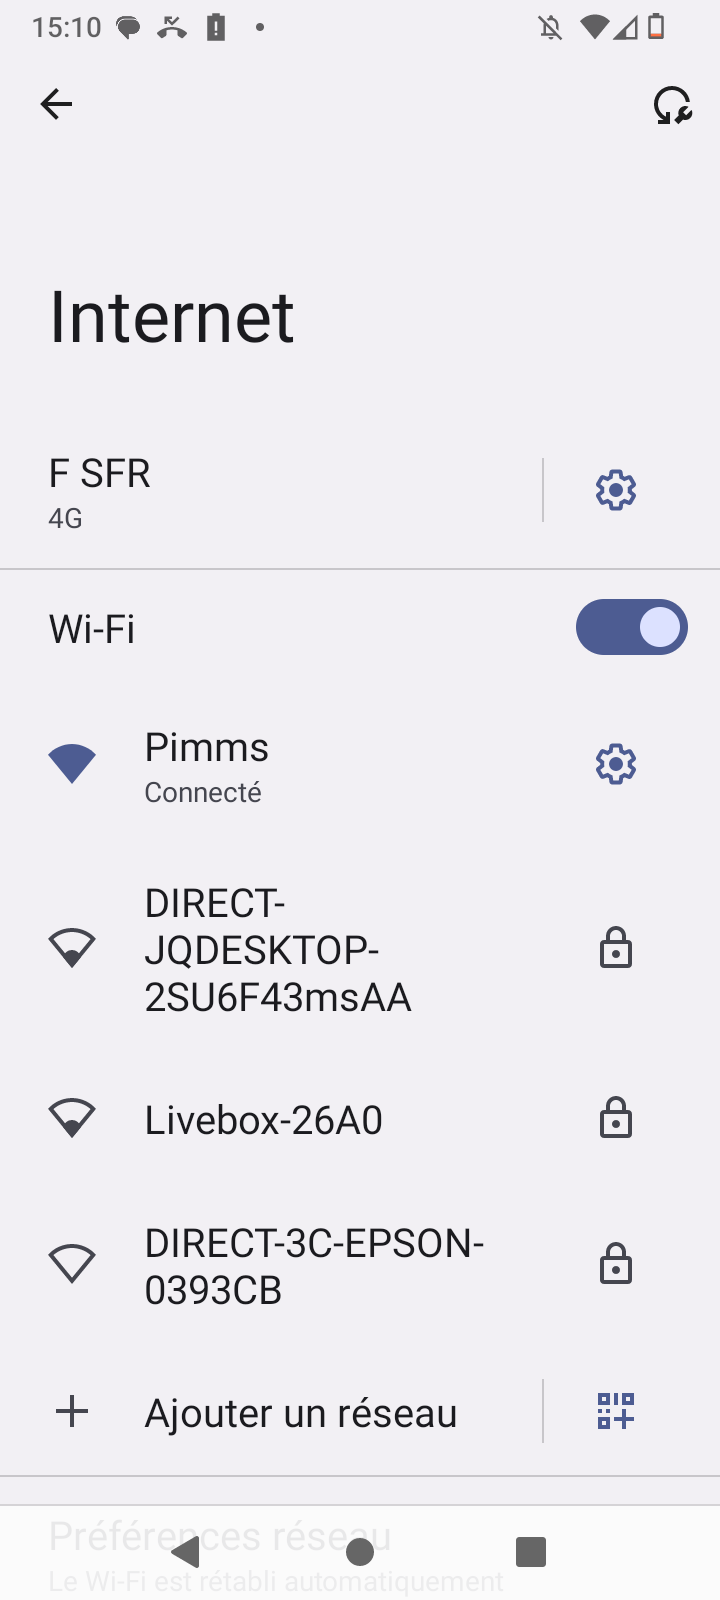 15:10
Internet
F SFR
4G
Wi-Fi
Pimms
Connecté
DIRECT-
JQDESKTOP-
2SU6F43msAA
Livebox-26A0
DIRECT-3C-EPSON-
0393CB
Ajouter un réseau
Préférences réseau
Le Wi-Fi est rétabli automatiquement